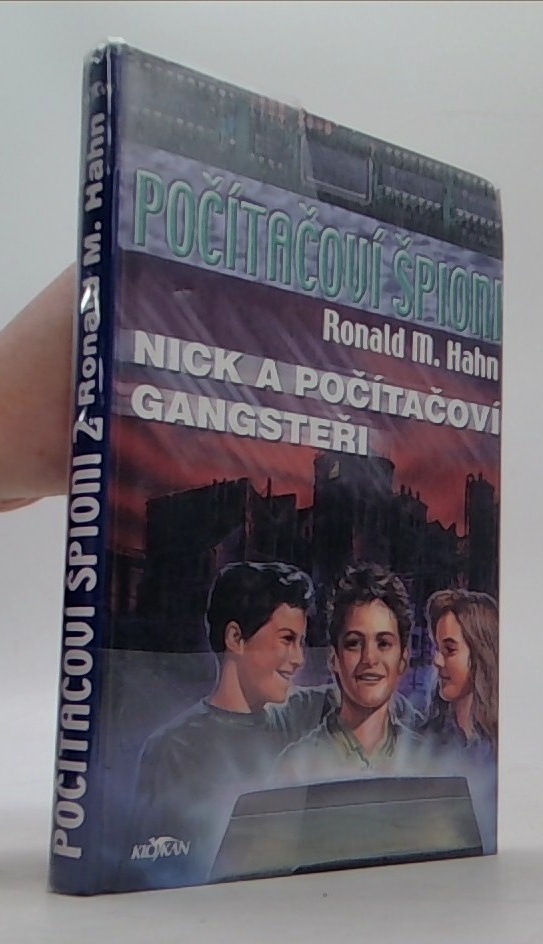 POČÍTAČOVÍ ŠPIONI
Ronald M. Hahn
NICK A POČÍTAČOVÍ
GANGSTEŘI
KLOKAN
POČÍTAČOVÍ ŠPIONI 2 Ronald M. Hahn